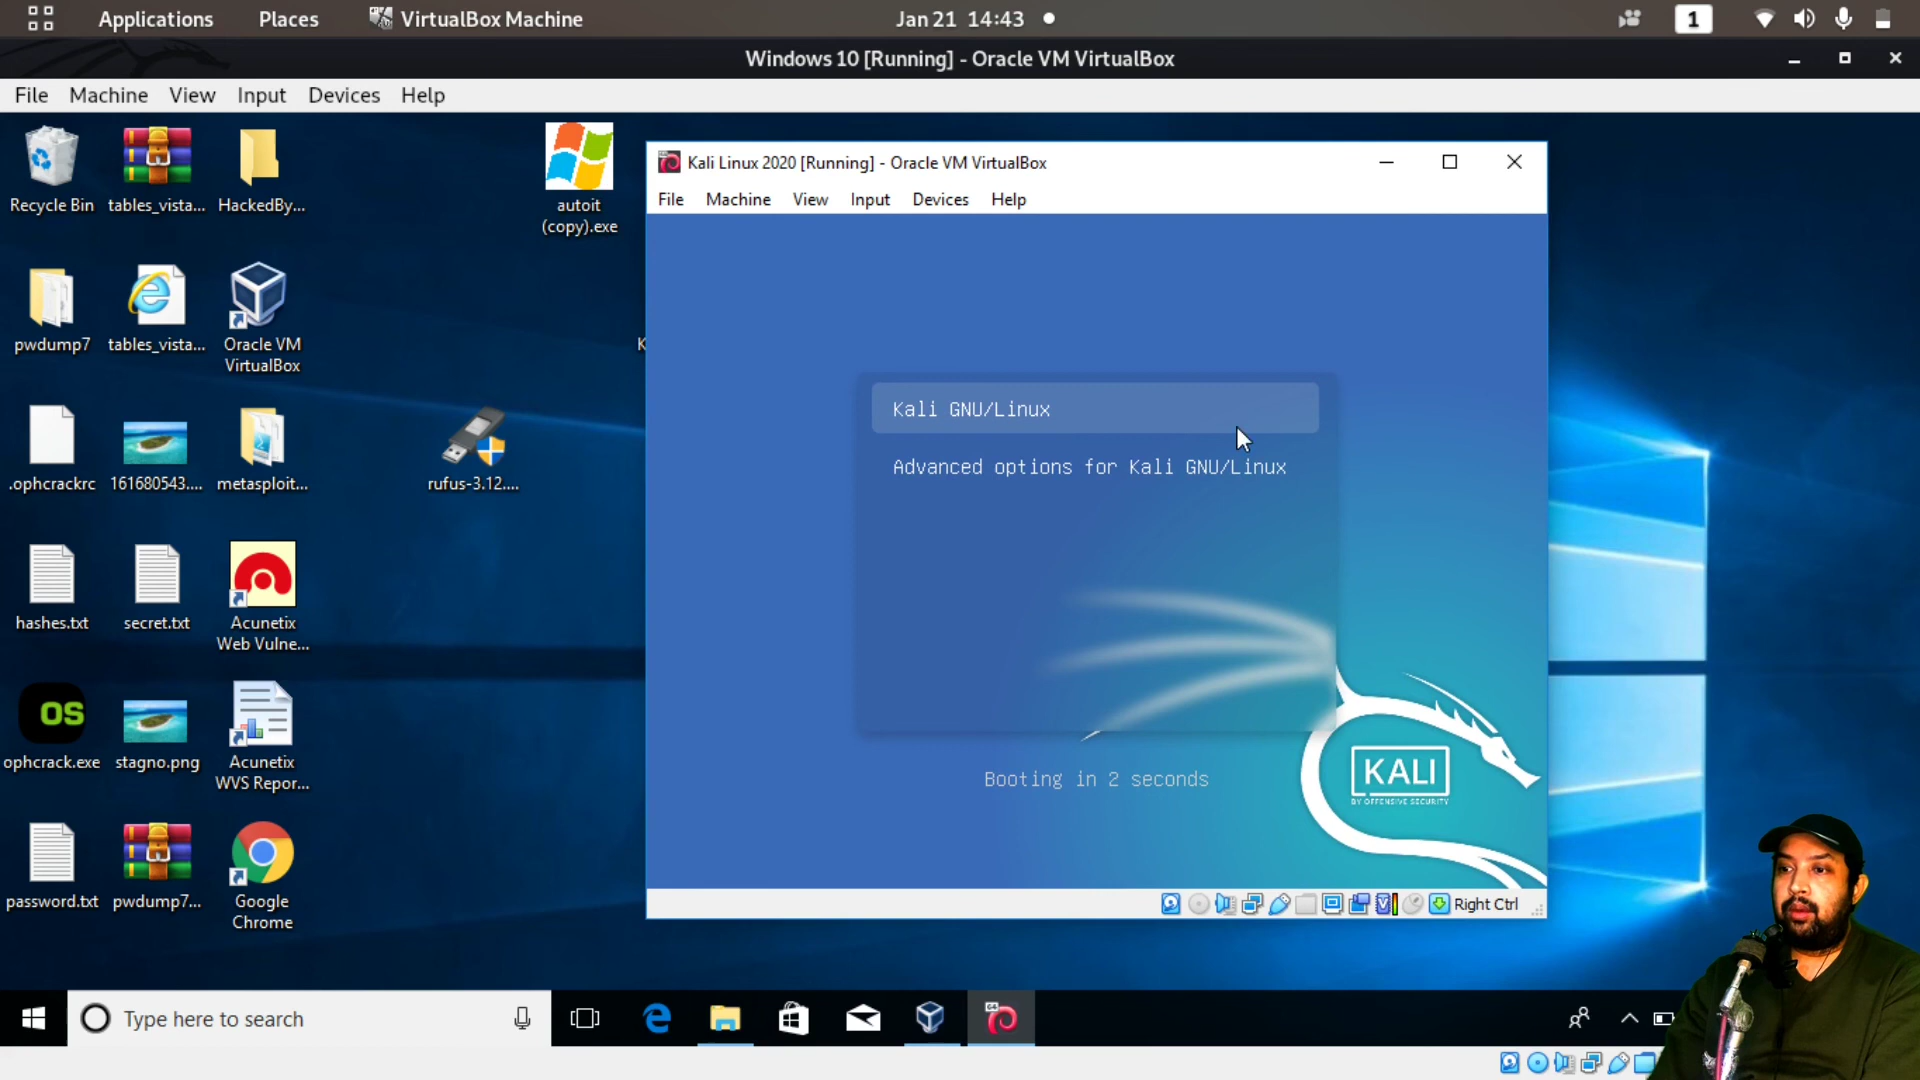 Applications
Places
VirtualBox Machine
Jan 21 14:43
1
Windows 10 [Running] - Oracle VM VirtualBox
File
Machine
View
Input
Devices
Help
Recycle Bin
tables_vista...
HackedBy...
autoit
(copy).exe
pwdump7
tables_vista...
Oracle VM
VirtualBox
K
.ophcrackrc
161680543....
metasploit...
rufus-3.12....
hashes.txt
secret.txt
Acunetix
Web Vulne...
OS
ophcrack.exe
stagno.png
Acunetix
WVS Repor...
password.txt
pwdump7...
Google
Chrome
Kali Linux 2020 [Running] - Oracle VM VirtualBox
File
Machine
View
Input
Devices
Help
Kali GNU/Linux
Advanced options for Kali GNU/Linux
Booting in 2 seconds
KALI
BY OFFENSIVE SECURITY
Right Ctrl
Type here to search